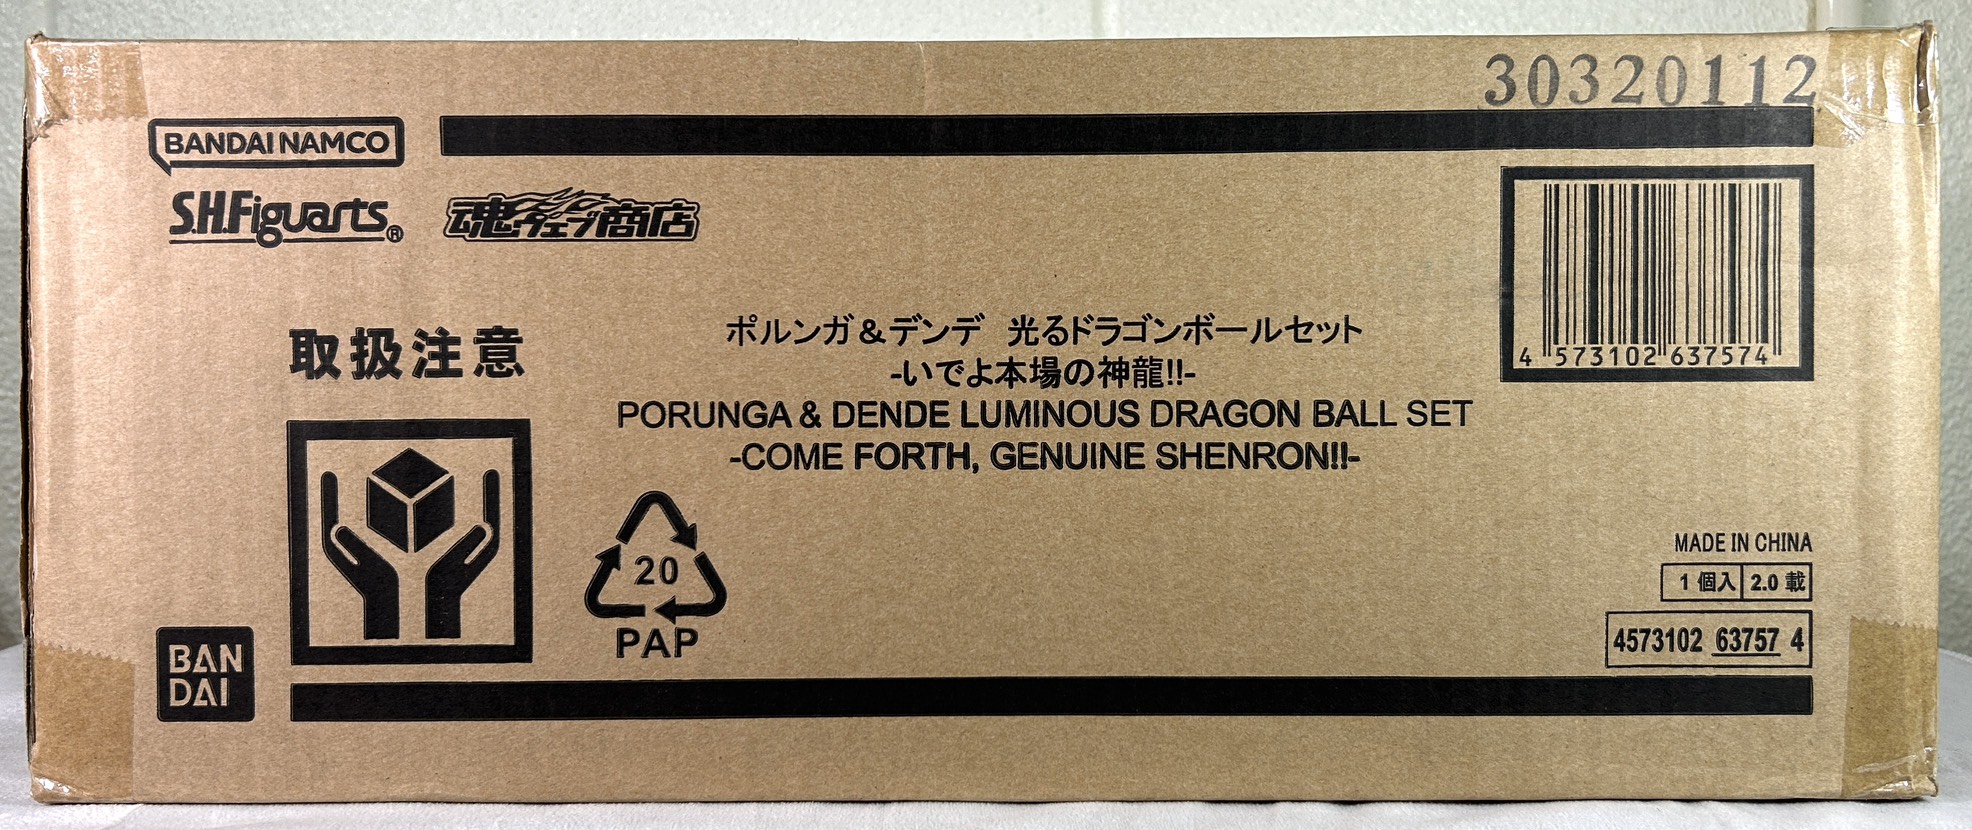 30320112
BANDAI NAMCO
S.H.Figuarts®
魂ウェブ商店
4 573102 637574
取扱注意
ポルンガ&デンデ 光るドラゴンボールセット
-いでよ本場の神龍!!-
PORUNGA & DENDE LUMINOUS DRAGON BALL SET
-COME FORTH, GENUINE SHENRON!!-
20
PAP
MADE IN CHINA
1 個入 2.0 載
4573102 63757 4
BAN
DAI